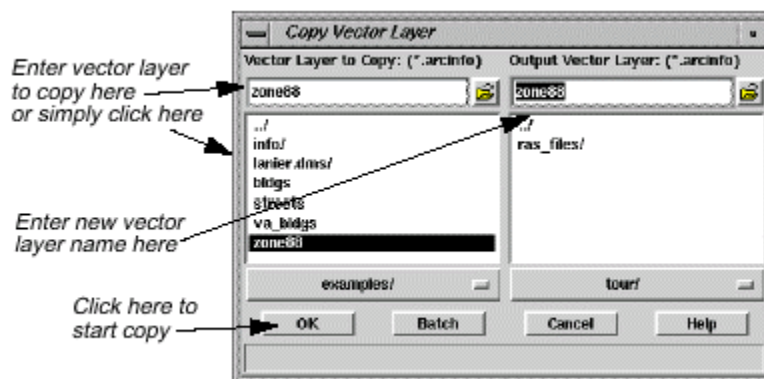 Copy Vector Layer
Vector Layer to Copy: (*.arcinfo)
Output Vector Layer: (*.arcinfo)
Enter vector layer
to copy here
or simply click here
zone88
zone88
../
info/
lanier.dms/
bldgs
streets
va_bldgs
zone88
../
ras_files/
Enter new vector
layer name here
examples/
tour/
Click here to
start copy
OK
Batch
Cancel
Help